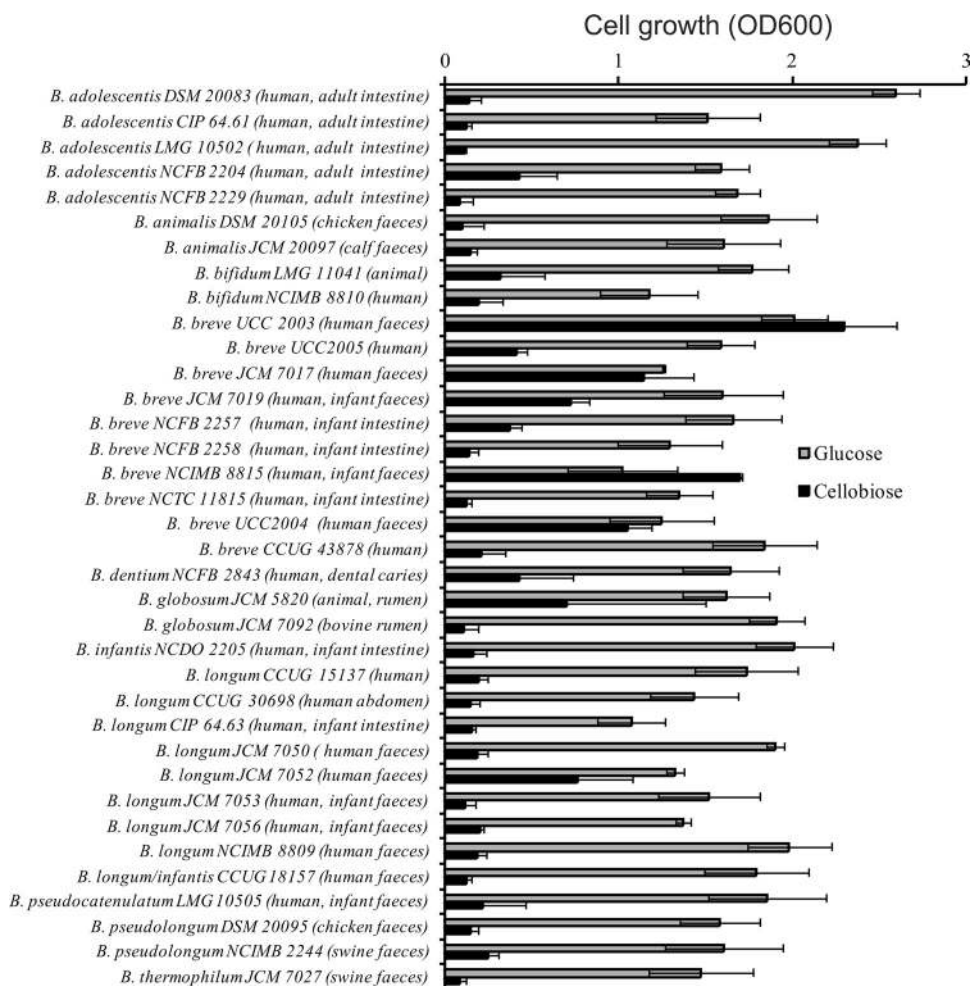 Cell growth (OD600)
0 1 2 3
B. adolescentis DSM 20083 (human, adult intestine)
B. adolescentis CIP 64.61 (human, adult intestine)
B. adolescentis LMG 10502 ( human, adult intestine)
B. adolescentis NCFB 2204 (human, adult intestine)
B. adolescentis NCFB 2229 (human, adult intestine)
B. animalis DSM 20105 (chicken faeces)
B. animalis JCM 20097 (calf faeces)
B. bifidum LMG 11041 (animal)
B. bifidum NCIMB 8810 (human)
B. breve UCC 2003 (human faeces)
B. breve UCC2005 (human)
B. breve JCM 7017 (human faeces)
B. breve JCM 7019 (human, infant faeces)
B. breve NCFB 2257 (human, infant intestine)
B. breve NCFB 2258 (human, infant intestine)
B. breve NCIMB 8815 (human, infant faeces)
B. breve NCTC 11815 (human, infant intestine)
B. breve UCC2004 (human faeces)
B. breve CCUG 43878 (human)
B. dentium NCFB 2843 (human, dental caries)
B. globosum JCM 5820 (animal, rumen)
B. globosum JCM 7092 (bovine rumen)
B. infantis NCDO 2205 (human, infant intestine)
B. longum CCUG 15137 (human)
B. longum CCUG 30698 (human abdomen)
B. longum CIP 64.63 (human, infant intestine)
B. longum JCM 7050 ( human faeces)
B. longum JCM 7052 (human faeces)
B. longum JCM 7053 (human, infant faeces)
B. longum JCM 7056 (human, infant faeces)
B. longum NCIMB 8809 (human faeces)
B. longum/infantis CCUG18157 (human faeces)
B. pseudocatenulatum LMG 10505 (human, infant faeces)
B. pseudolongum DSM 20095 (chicken faeces)
B. pseudolongum NCIMB 2244 (swine faeces)
B. thermophilum JCM 7027 (swine faeces)
Glucose
Cellobiose